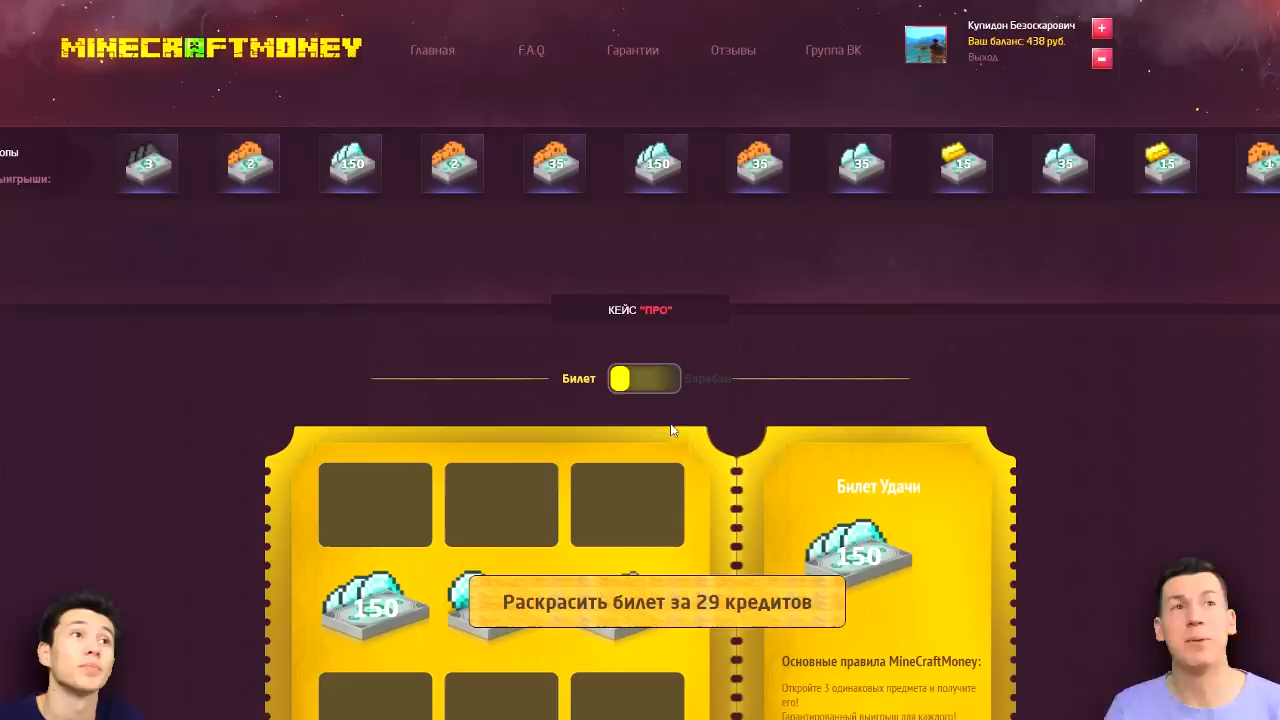 MINECRAFTMONEY
Главная
F.A.Q.
Гарантии
Отзывы
Группа ВК
Купидон Безоскарович
Ваш баланс: 438 руб.
Выход
+
-
опы
ыигрыши:
3
2
150
2
35
150
35
35
15
35
15
15
КЕЙС "ПРО"
Билет
Барабан
Билет Удачи
150
150
Раскрасить билет за 29 кредитов
Основные правила MineCraftMoney:
Откройте 3 одинаковых предмета и получите
его!
Гарантированный выигрыш для каждого!